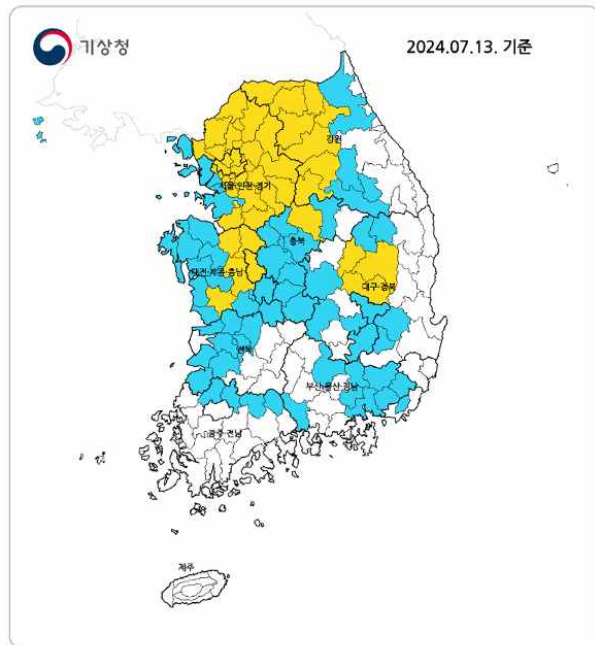 기상청
2024.07.13. 기준
강원
서울·인천·경기
충북
대전·세종·충남
대구·경북
전북
부산·울산·경남
광주·전남
제주